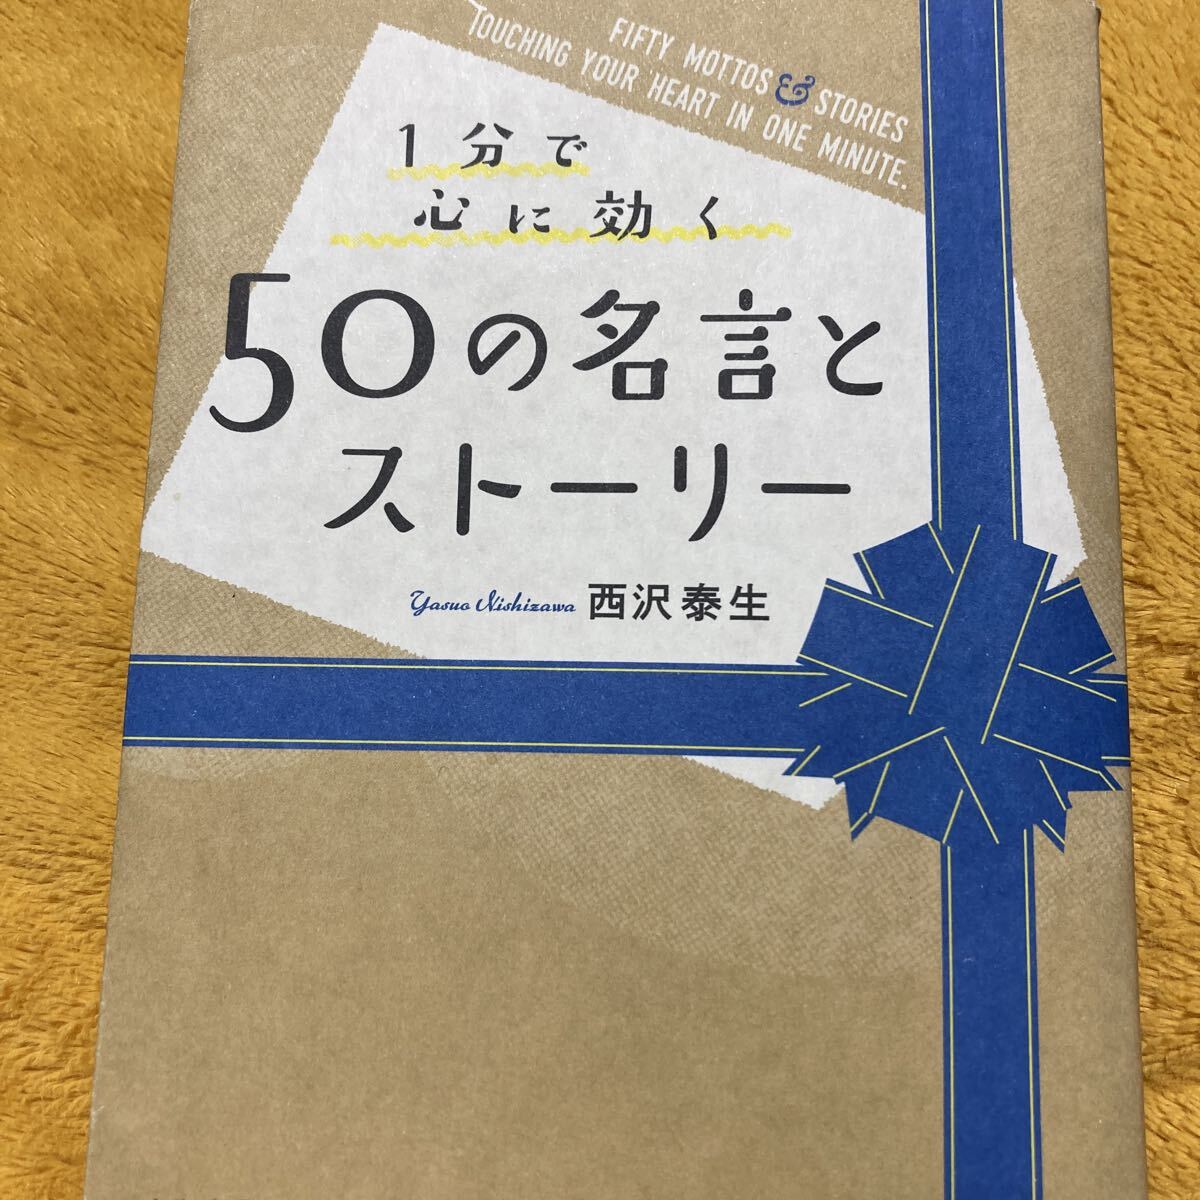 FIFTY MOTTOS & STORIES
TOUCHING YOUR HEART IN ONE MINUTE.
1分で
心に効く
50の名言と
ストーリー
Yasuo Nishizawa 西沢泰生